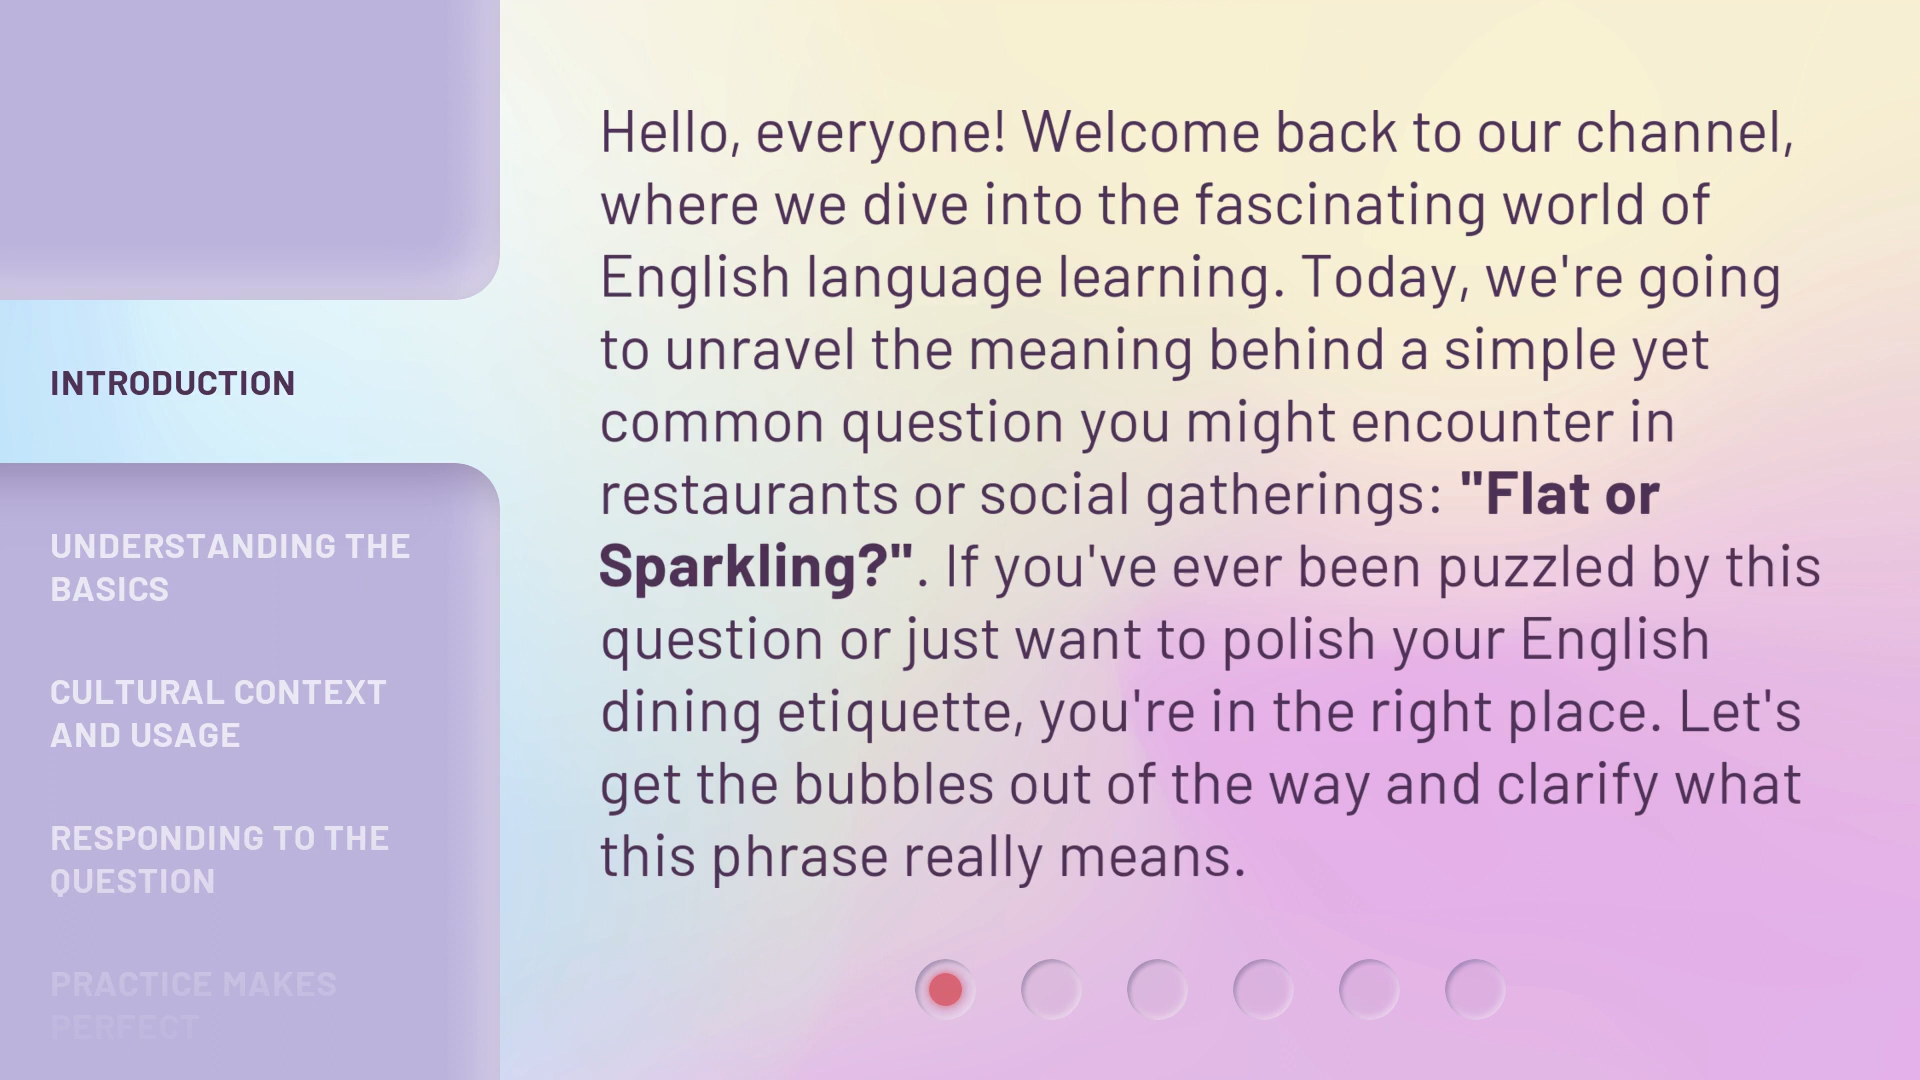 INTRODUCTION
UNDERSTANDING THE
BASICS
CULTURAL CONTEXT
AND USAGE
RESPONDING TO THE
QUESTION
PRACTICE MAKES
PERFECT
Hello, everyone! Welcome back to our channel,
where we dive into the fascinating world of
English language learning. Today, we're going
to unravel the meaning behind a simple yet
common question you might encounter in
restaurants or social gatherings: "Flat or
Sparkling?". If you've ever been puzzled by this
question or just want to polish your English
dining etiquette, you're in the right place. Let's
get the bubbles out of the way and clarify what
this phrase really means.